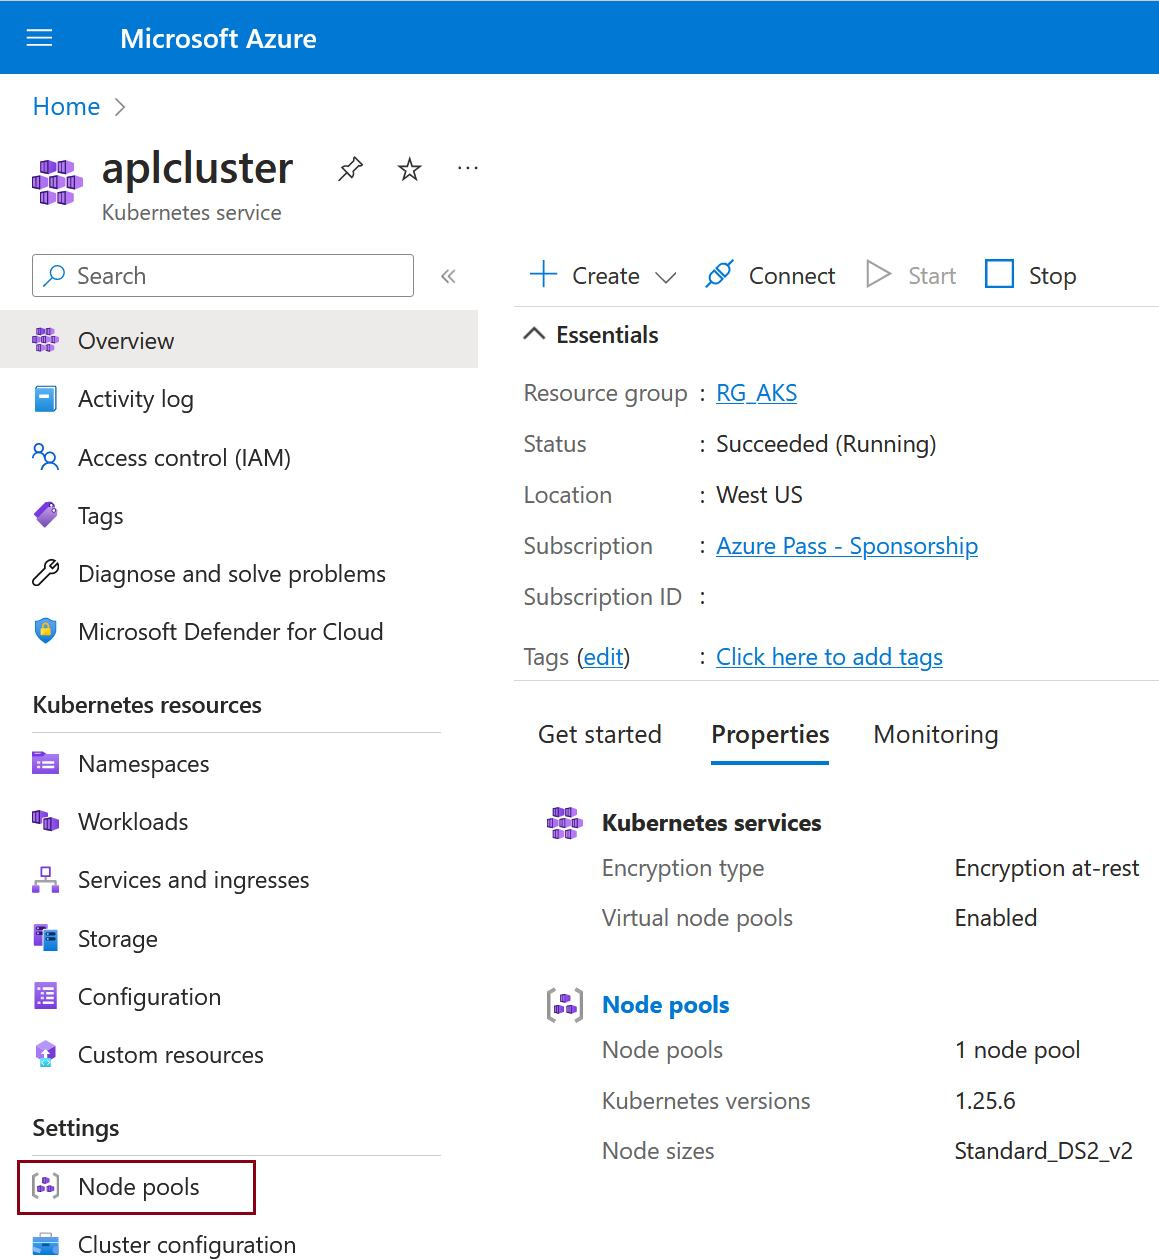 Microsoft Azure
Home
aplcluster
Kubernetes service
Search
Overview
Activity log
Access control (IAM)
Tags
Diagnose and solve problems
Microsoft Defender for Cloud
Kubernetes resources
Namespaces
Workloads
Services and ingresses
Storage
Configuration
Custom resources
Settings
Node pools
Cluster configuration
Create Connect Start Stop
Essentials
Resource group : RG_AKS
Status : Succeeded (Running)
Location : West US
Subscription : Azure Pass - Sponsorship
Subscription ID :
Tags (edit) : Click here to add tags
Get started Properties Monitoring
Kubernetes services
Encryption type Encryption at-rest
Virtual node pools Enabled
Node pools
Node pools 1 node pool
Kubernetes versions 1.25.6
Node sizes Standard_DS2_v2